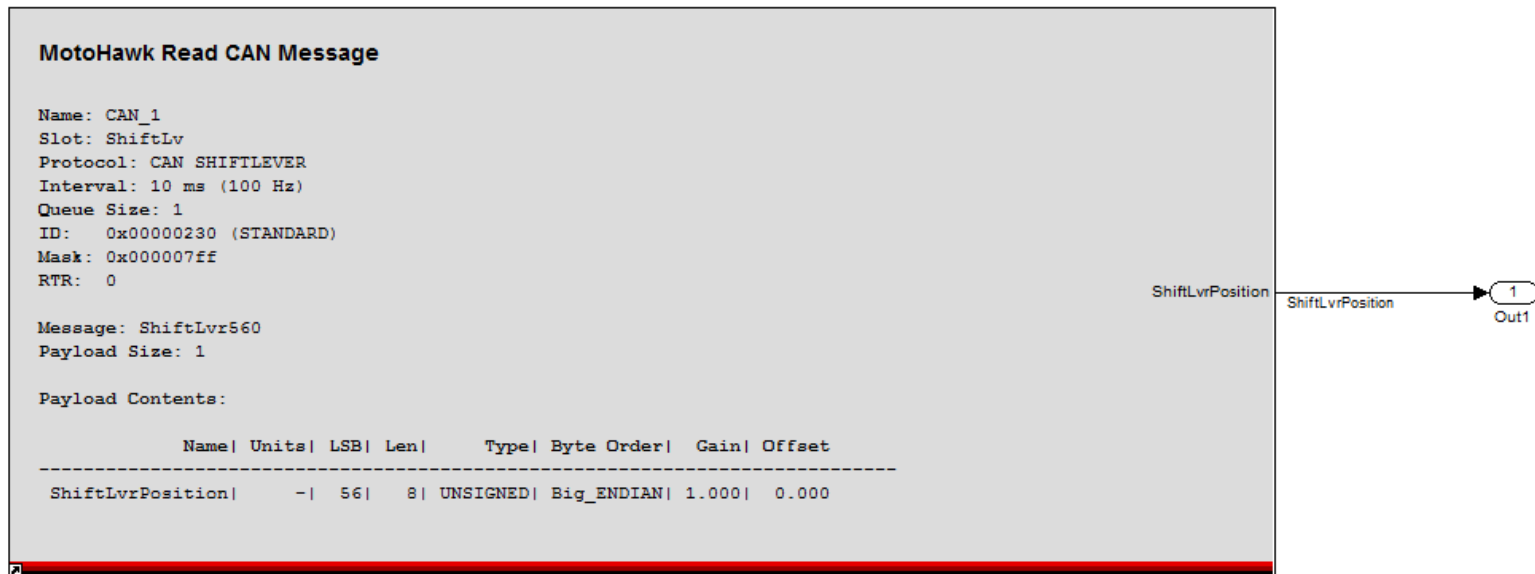 MotoHawk Read CAN Message
Name: CAN_1
Slot: ShiftLv
Protocol: CAN SHIFTLEVER
Interval: 10 ms (100 Hz)
Queue Size: 1
ID:   0x00000230 (STANDARD)
Mask: 0x000007ff
RTR:  0
Message: ShiftLvr560
Payload Size: 1
Payload Contents:
Name| Units| LSB| Len|     Type| Byte Order|  Gain| Offset
------------------------------------------------------------------------------
ShiftLvrPosition|     -|  56|   8| UNSIGNED| Big_ENDIAN| 1.000|  0.000
ShiftLvrPosition
ShiftLvrPosition
1
Out1